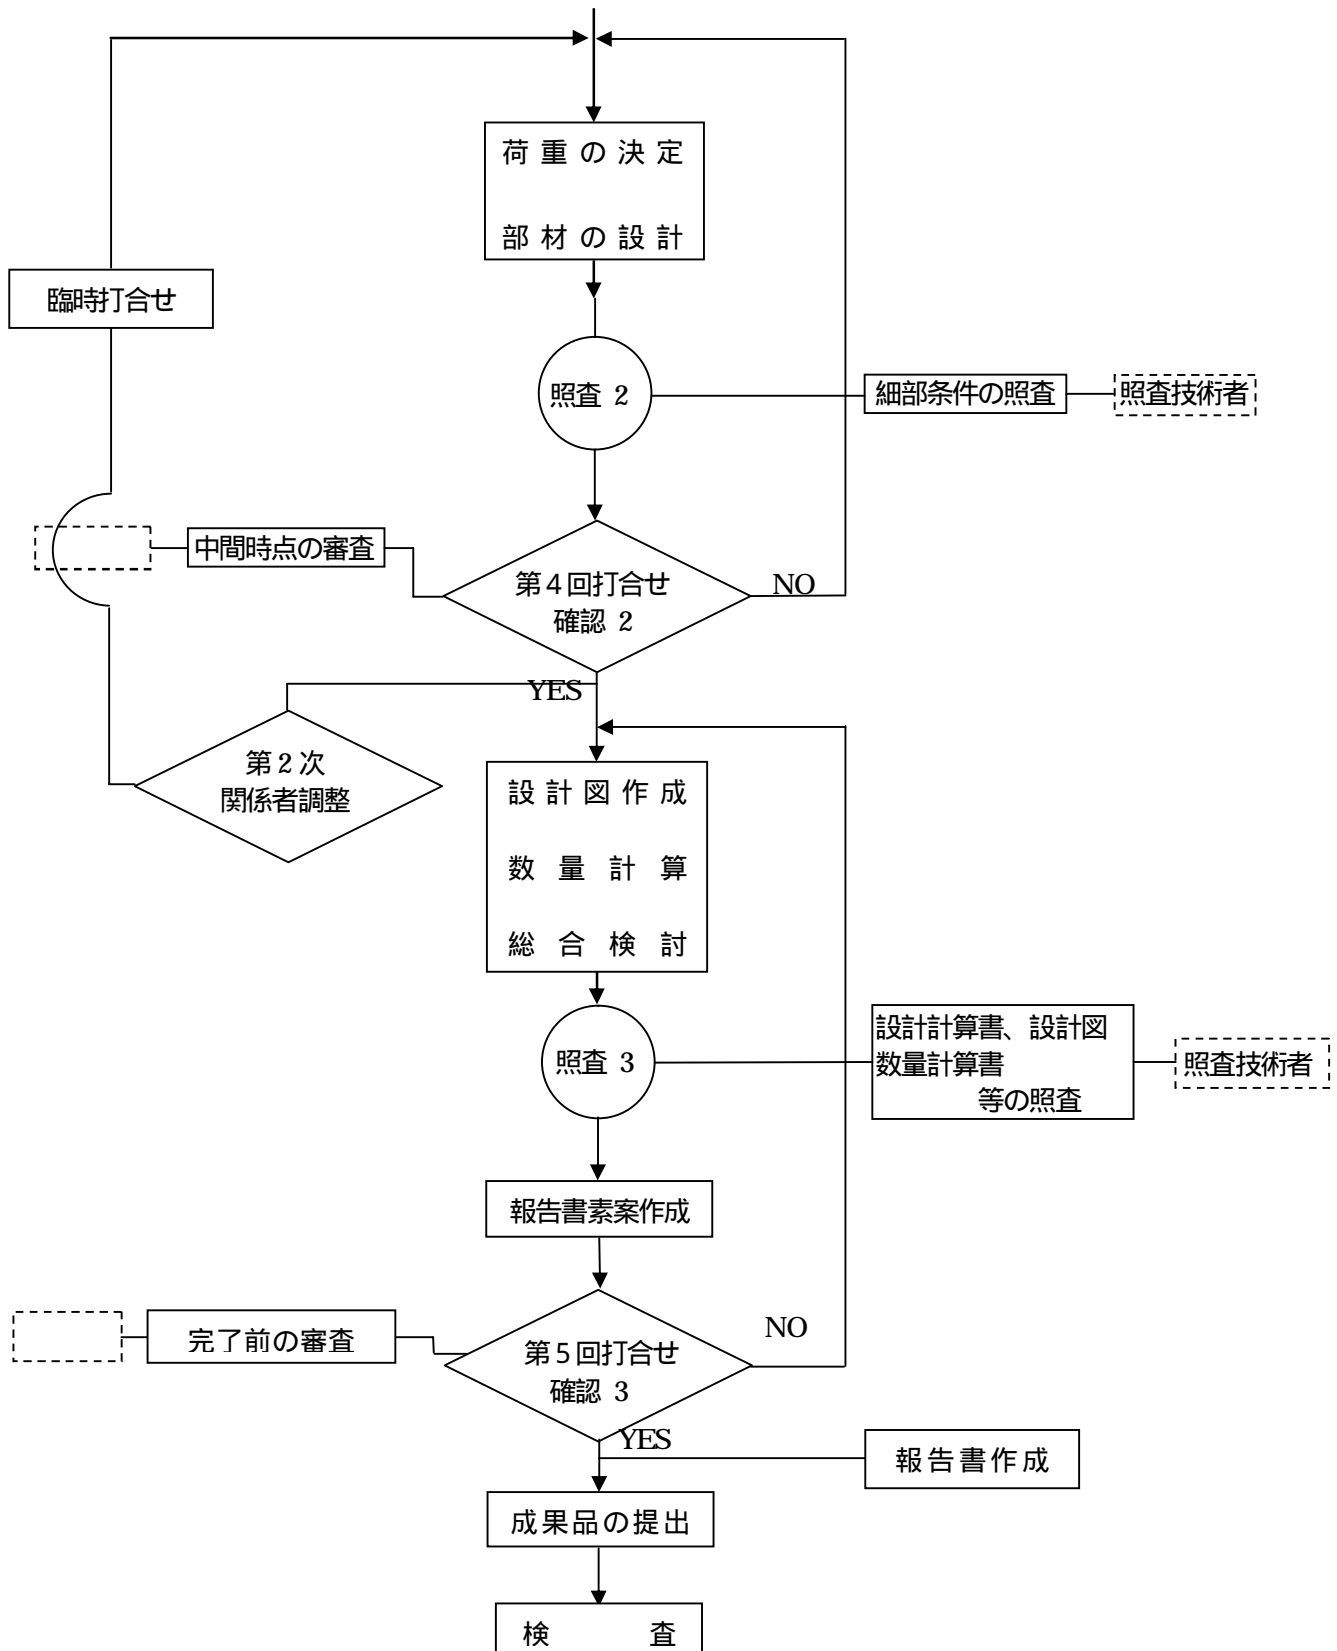 荷重の決定
部材の設計
臨時打合せ
照査 2
細部条件の照査
照査技術者
中間時点の審査
第4回打合せ
確認 2
NO
YES
第2次
関係者調整
設計図作成
数量計算
総合検討
照査 3
設計計算書、設計図
数量計算書
等の照査
照査技術者
報告書素案作成
完了前の審査
第5回打合せ
確認 3
NO
YES
報告書作成
成果品の提出
検査